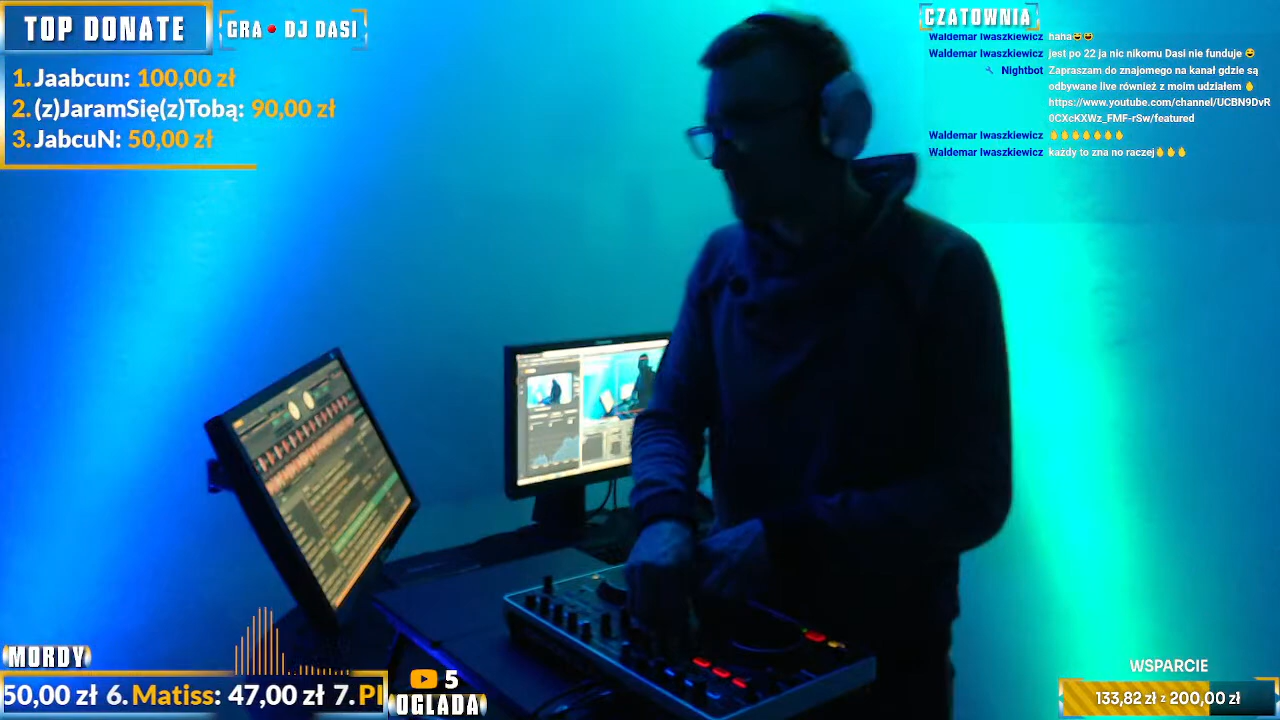 TOP DONATE
GRA • DJ DASI
1. Jaabcun: 100,00 zł
2. (z)JaramSię(z)Tobą: 90,00 zł
3. JabcuN: 50,00 zł
CZATOWNIA
Waldemar Iwaszkiewicz haha😂😂
Waldemar Iwaszkiewicz jest po 22 ja nic nikomu Dasi nie funduje 😂
Nightbot Zapraszam do znajomego na kanał gdzie są
odbywane live również z moim udziałem
https://www.youtube.com/channel/UCBN9DvR
0CXcKXWz_FMF-rSw/featured
Waldemar Iwaszkiewicz
Waldemar Iwaszkiewicz każdy to zna no raczej
MORDY
50,00 zł 6. Matiss: 47,00 zł 7. Pl
5
OGLĄDA
WSPARCIE
133,82 zł z 200,00 zł